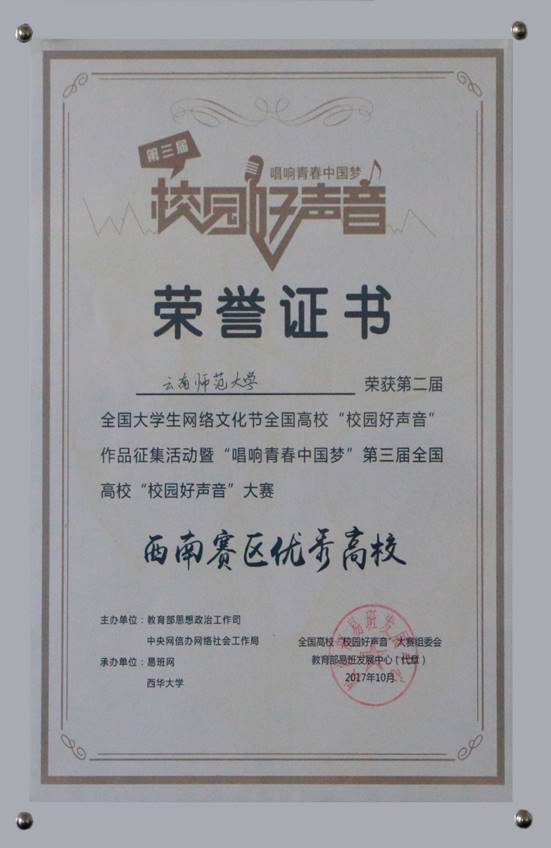 第三届
唱响青春中国梦
校园好声音
荣誉证书
云南师范大学 荣获第二届
全国大学生网络文化节全国高校“校园好声音”
作品征集活动暨“唱响青春中国梦”第三届全国
高校“校园好声音”大赛
西南赛区优秀高校
主办单位：教育部思想政治工作司
中央网信办网络社会工作局
承办单位：易班网
西华大学
全国高校“校园好声音”大赛组委会
教育部易班发展中心（代章）
2017年10月